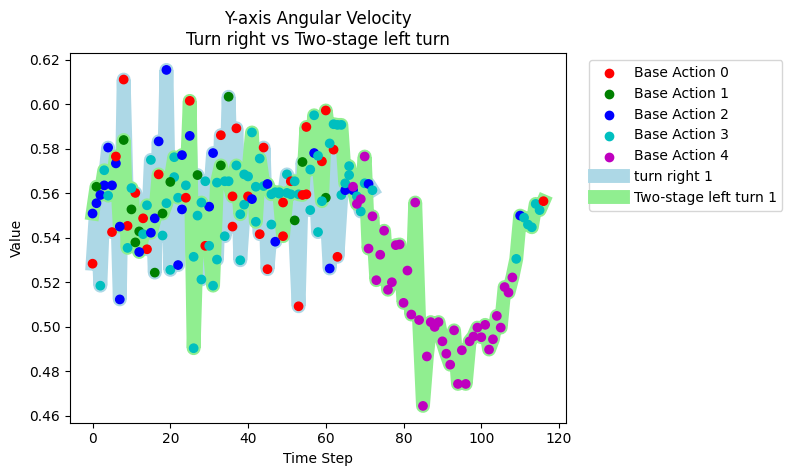 Y-axis Angular Velocity
Turn right vs Two-stage left turn
Value
0.62
0.60
0.58
0.56
0.54
0.52
0.50
0.48
0.46
0
20
40
60
80
100
120
Time Step
Base Action 0
Base Action 1
Base Action 2
Base Action 3
Base Action 4
turn right 1
Two-stage left turn 1